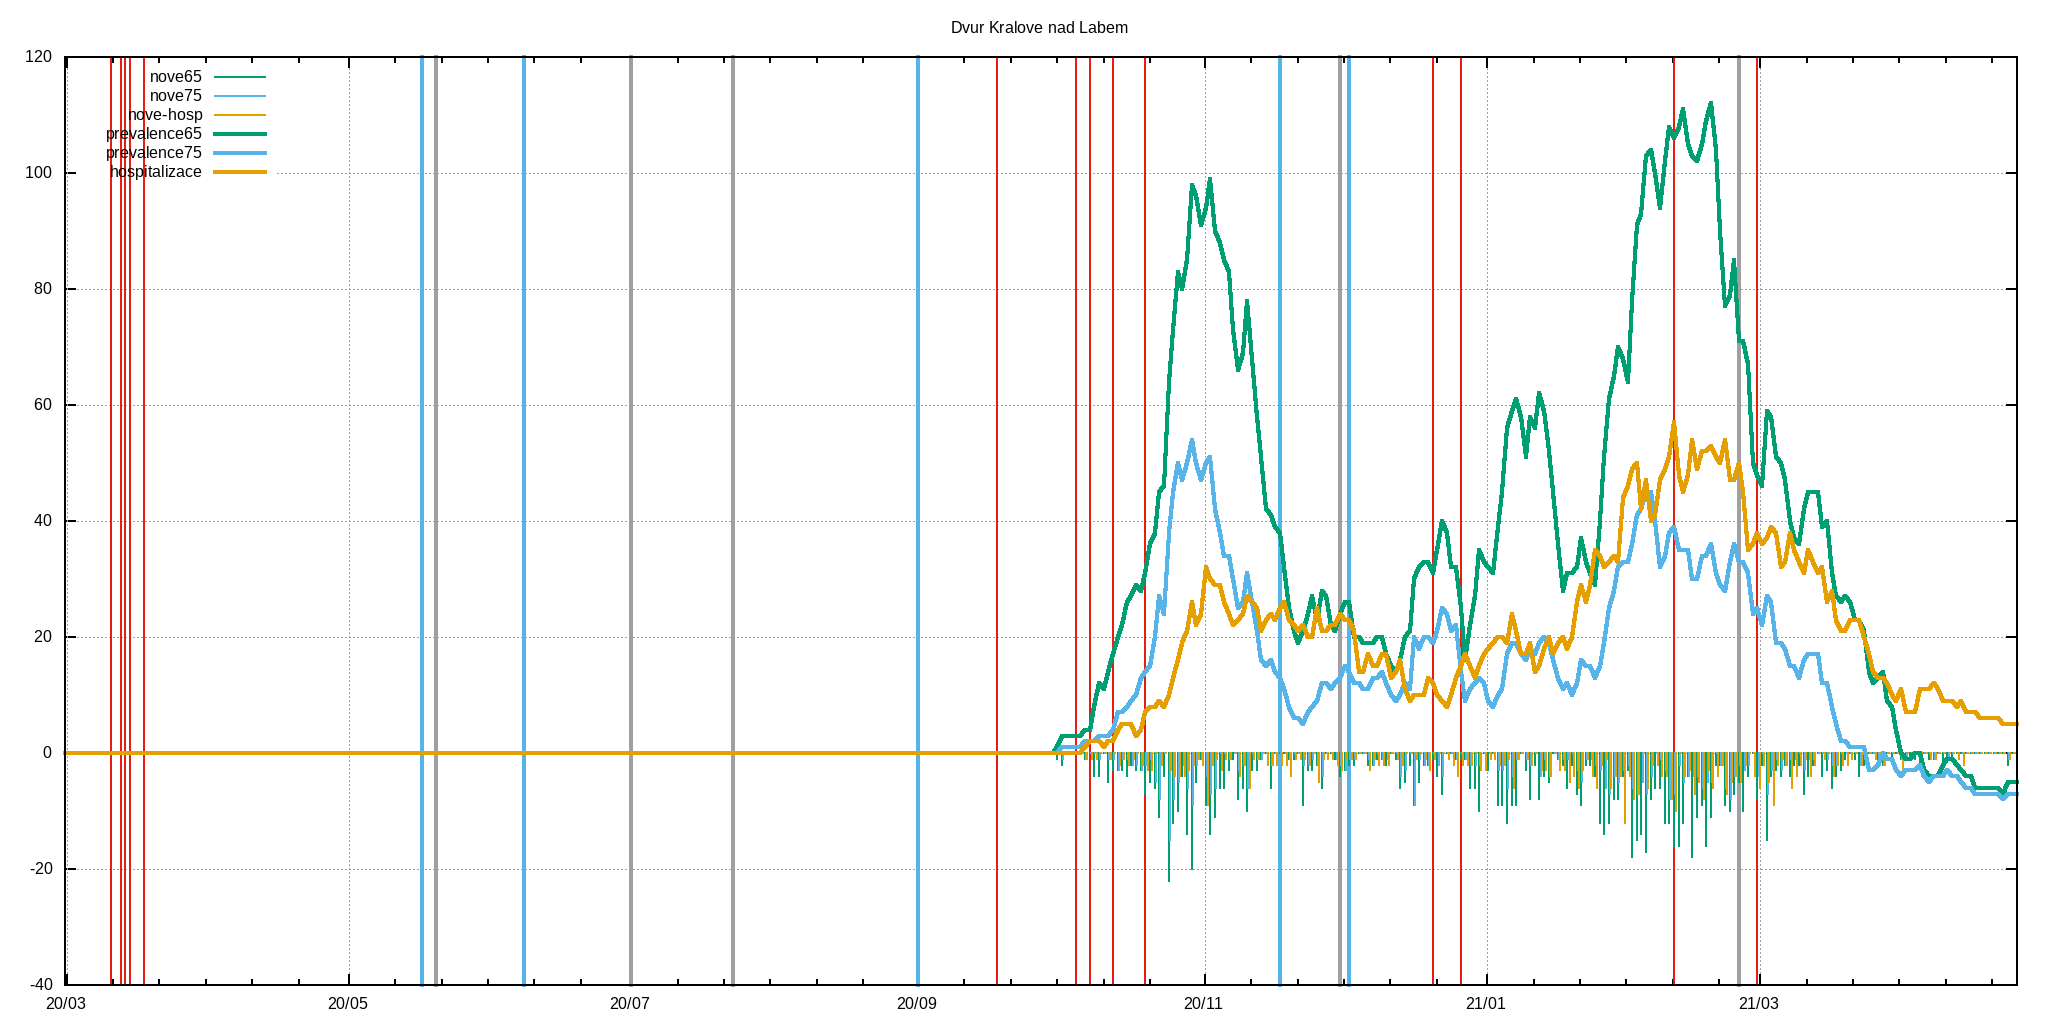 Dvur Kralove nad Labem
120
100
80
60
40
20
0
-20
-40
nove65
nove75
nove-hosp
prevalence65
prevalence75
hospitalizace
20/03 20/05 20/07 20/09 20/11 21/01 21/03